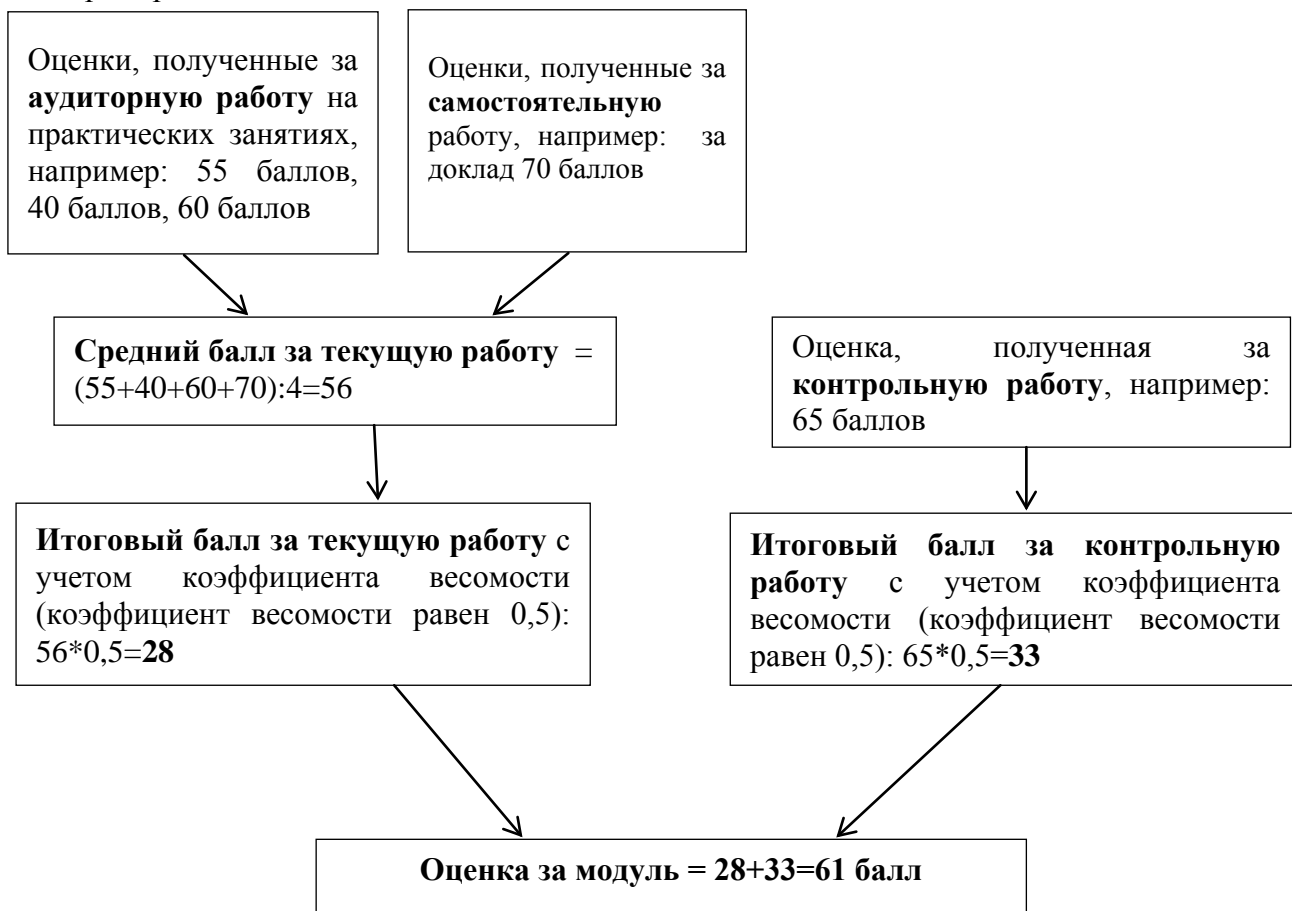 Оценки, полученные за
аудиторную работу на
практических занятиях,
например: 55 баллов,
40 баллов, 60 баллов
Оценки, полученные за
самостоятельную
работу, например: за
доклад 70 баллов
Средний балл за текущую работу =
(55+40+60+70):4=56
Оценка, полученная за
контрольную работу, например:
65 баллов
Итоговый балл за текущую работу с
учетом коэффициента весомости
(коэффициент весомости равен 0,5):
56*0,5=28
Итоговый балл за контрольную
работу с учетом коэффициента
весомости (коэффициент весомости
равен 0,5): 65*0,5=33
Оценка за модуль = 28+33=61 балл